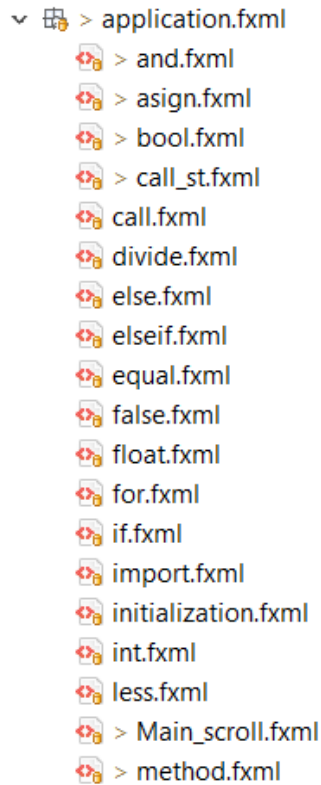 > application.fxml
> and.fxml
> asign.fxml
> bool.fxml
> call_st.fxml
call.fxml
divide.fxml
else.fxml
elseif.fxml
equal.fxml
false.fxml
float.fxml
for.fxml
if.fxml
import.fxml
initialization.fxml
int.fxml
less.fxml
> Main_scroll.fxml
> method.fxml